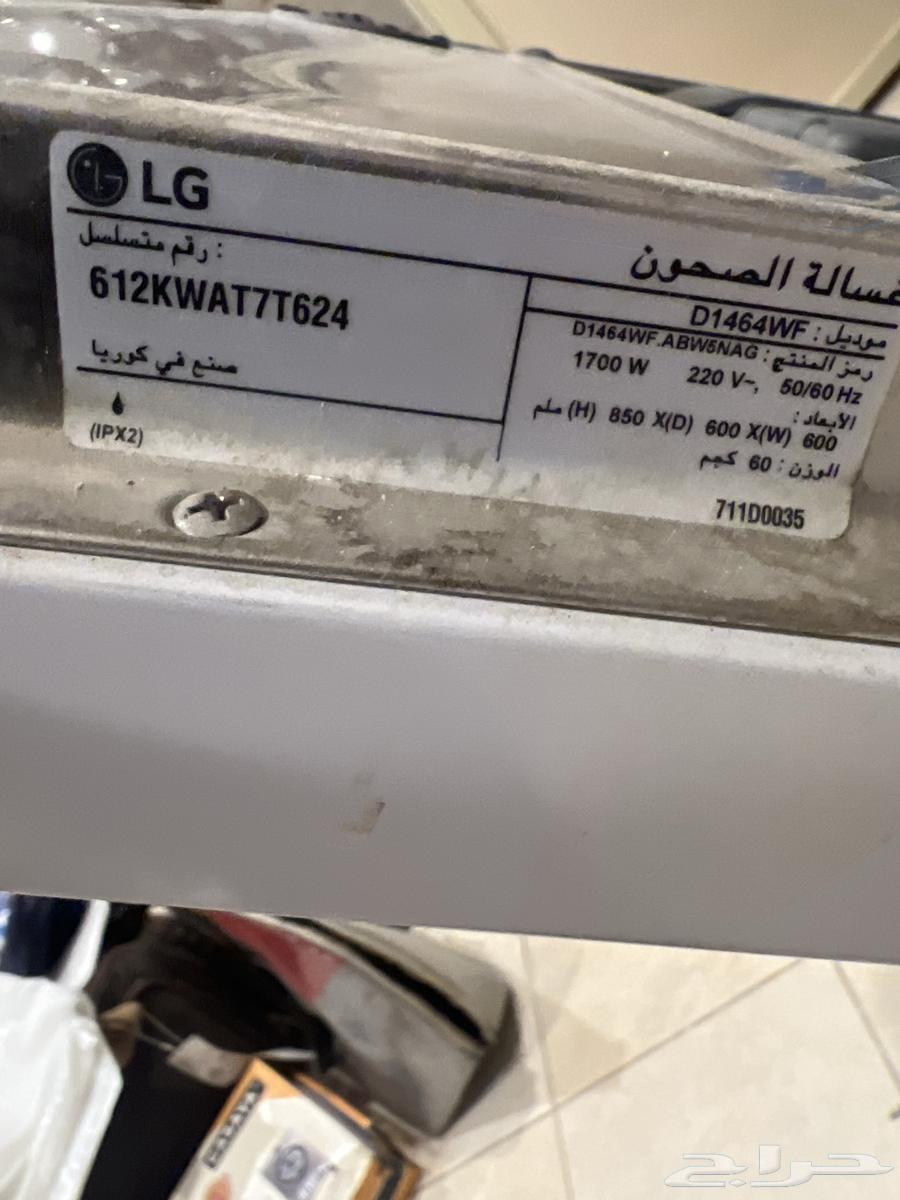 LG
غسالة الصحون
رقم متسلسل :
612KWAT7T624
صنع في كوريا
(IPX2)
موديل : D1464WF
رمز المنتج : D1464WF.ABW5NAG
1700 W 220 V~, 50/60 Hz
الأبعاد :
600 X(W) 600 X(D) 850 (H) ملم
الوزن : 60 كجم
711D0035
حراج